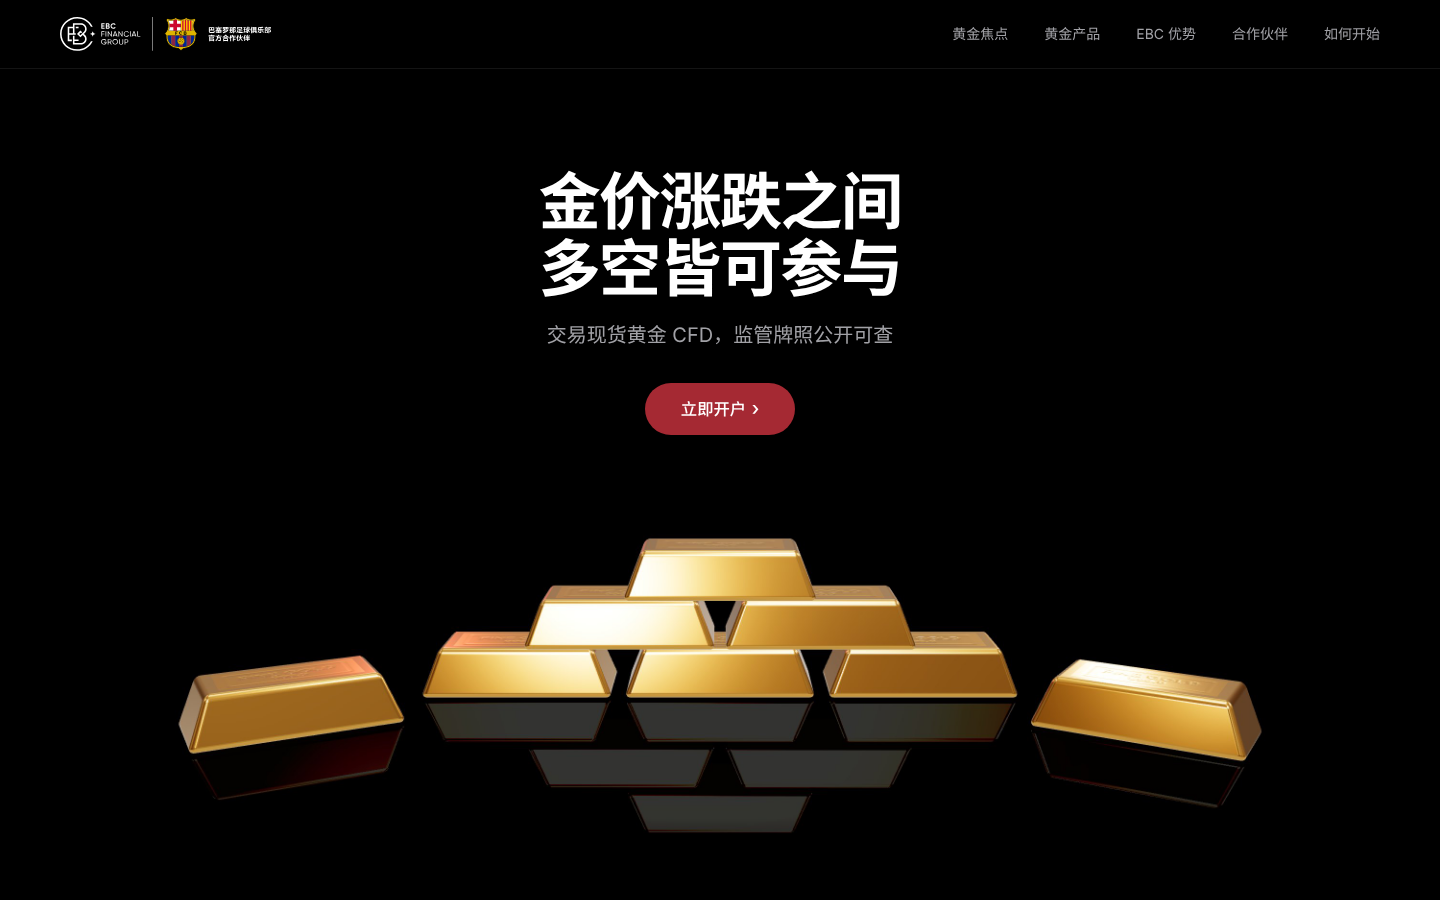 EBC
FINANCIAL
GROUP
FCB
巴塞罗那足球俱乐部
官方合作伙伴
黄金焦点
黄金产品
EBC 优势
合作伙伴
如何开始
金价涨跌之间
多空皆可参与
交易现货黄金 CFD，监管牌照公开可查
立即开户 ›